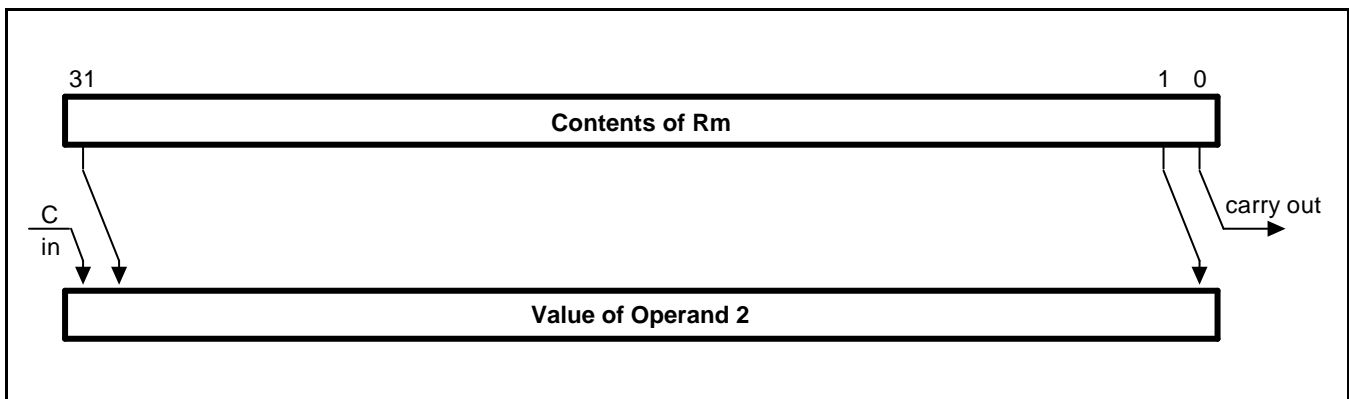 31 1 0
Contents of Rm
C
in
carry out
Value of Operand 2